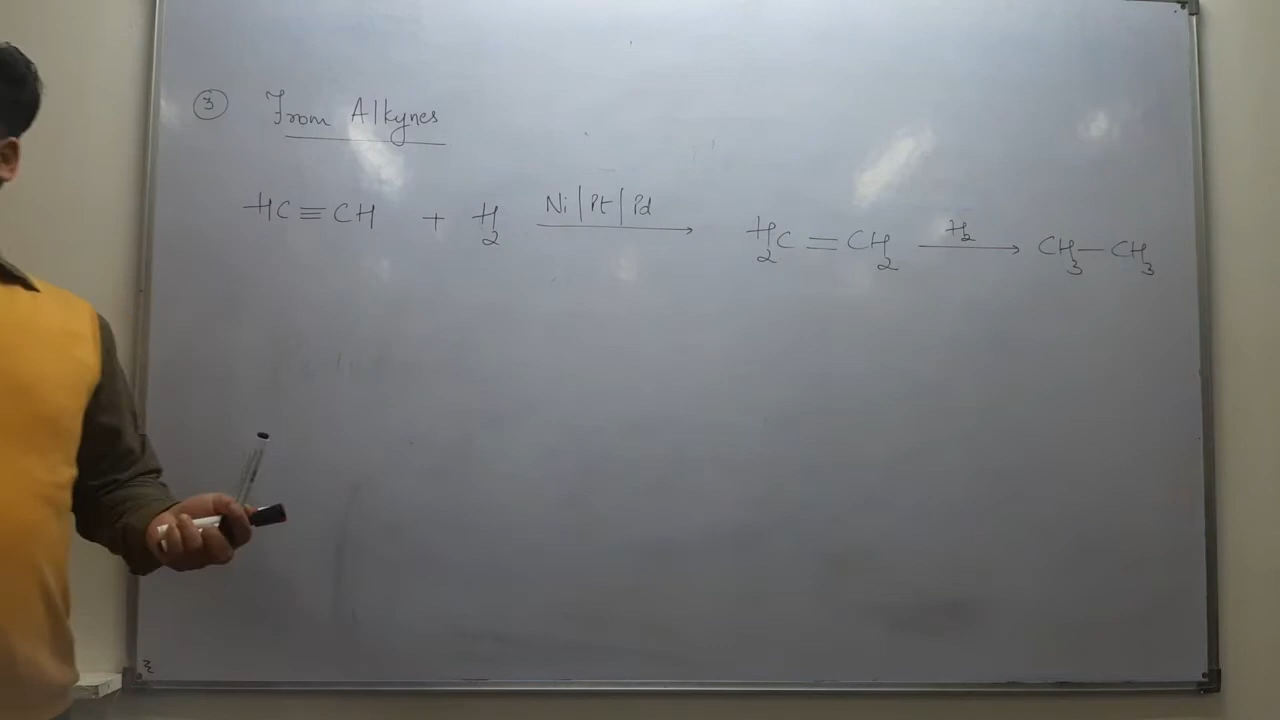 ③ From Alkynes
HC≡CH + H₂ Ni|Pt|Pd⟶ H₂C=CH₂ H₂⟶ CH₃—CH₃